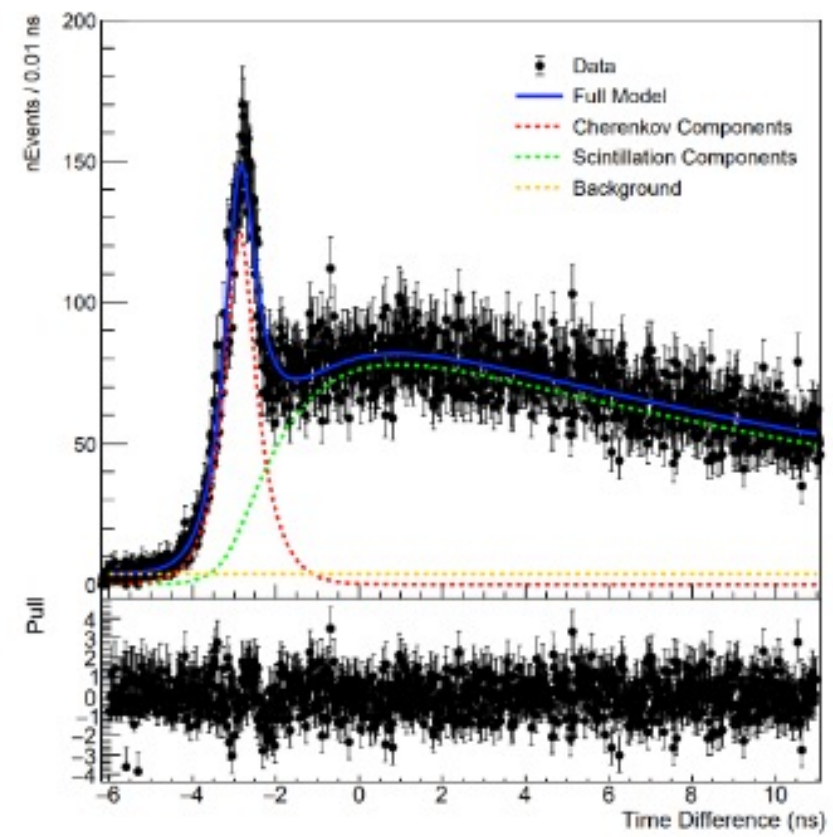 nEvents / 0.01 ns
200
150
100
50
0
Data
Full Model
Cherenkov Components
Scintillation Components
Background
Pull
4
3
2
1
0
−1
−2
−3
−4
−6 −4 −2 0 2 4 6 8 10
Time Difference (ns)